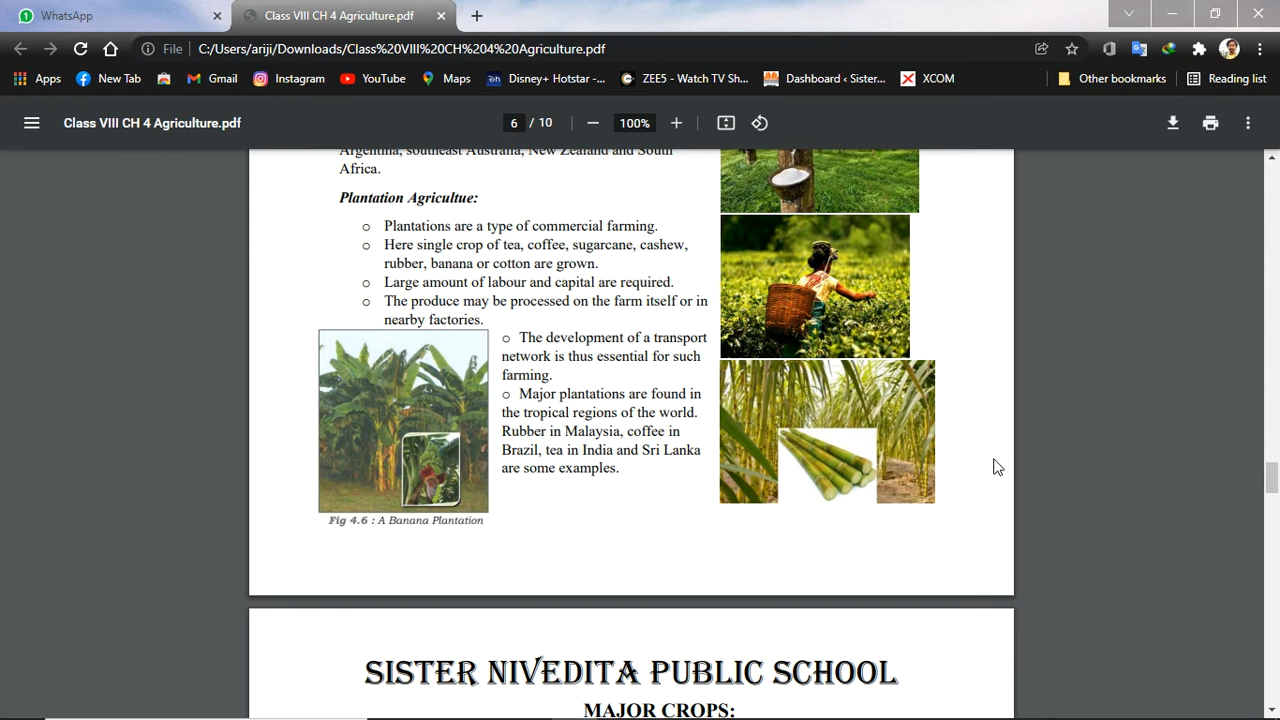 WhatsApp
Class VIII CH 4 Agriculture.pdf
File
C:/Users/ariji/Downloads/Class%20VIII%20CH%204%20Agriculture.pdf
Apps
New Tab
Gmail
Instagram
YouTube
Maps
Disney+ Hotstar -...
ZEE5 - Watch TV Sh...
Dashboard ‹ Sister...
XCOM
Other bookmarks
Reading list
Class VIII CH 4 Agriculture.pdf
6 / 10
100%
Argentina, southeast Australia, New Zealand and South
Africa.
Plantation Agricultue:
o Plantations are a type of commercial farming.
o Here single crop of tea, coffee, sugarcane, cashew,
rubber, banana or cotton are grown.
o Large amount of labour and capital are required.
o The produce may be processed on the farm itself or in
nearby factories.
o The development of a transport
network is thus essential for such
farming.
o Major plantations are found in
the tropical regions of the world.
Rubber in Malaysia, coffee in
Brazil, tea in India and Sri Lanka
are some examples.
Fig 4.6 : A Banana Plantation
SISTER NIVEDITA PUBLIC SCHOOL
MAJOR CROPS: